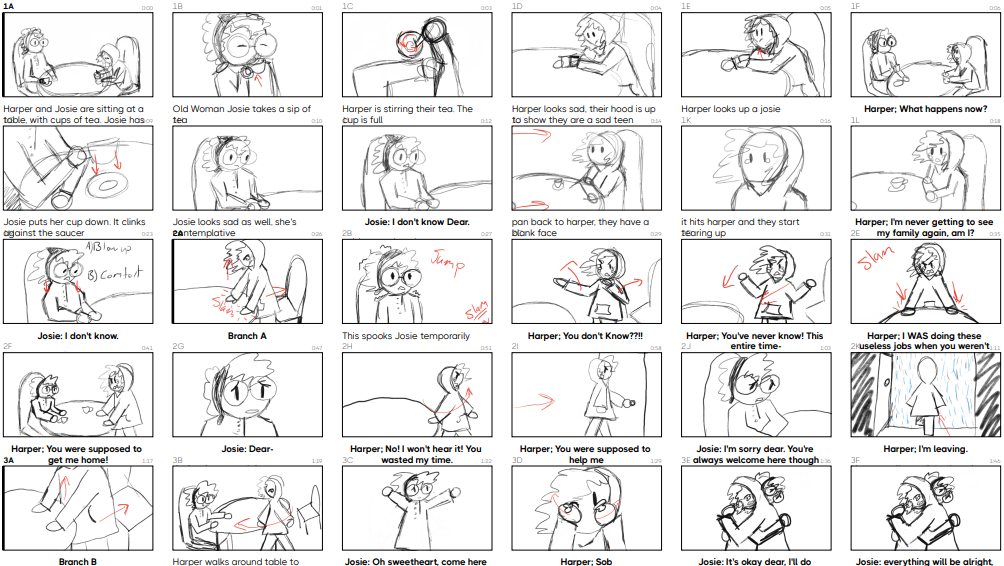 1A 0:00
1B 0:01
1C 0:03
1D 0:04
1E 0:05
1F 0:06
Harper and Josie are sitting at a
table, with cups of tea. Josie has
Old Woman Josie takes a sip of
tea
Harper is stirring their tea. The
cup is full
Harper looks sad, their hood is up
to show they are a sad teen
Harper looks up a josie
Harper; What happens now?
0:09
0:10
0:12
0:14
1K 0:16
1L 0:18
Josie puts her cup down. It clinks
against the saucer
Josie looks sad as well, she's
contemplative
Josie: I don't know Dear.
pan back to harper, they have a
blank face
it hits harper and they start
tearing up
Harper; I'm never getting to see
my family again, am I?
0:23
2A 0:26
2B 0:27
0:29
0:31
2E 0:35
A) Blow up
B) Comfort
Slam
Jump
Slam
Slam
Josie: I don't know.
Branch A
This spooks Josie temporarily
Harper; You don't Know??!!
Harper; You've never know! This
entire time-
Harper; I WAS doing these
useless jobs when you weren't
2F 0:41
2G 0:47
2H 0:51
2I 0:58
2J 1:03
2K 1:11
Harper; You were supposed to
get me home!
Josie: Dear-
Harper; No! I won't hear it! You
wasted my time.
Harper; You were supposed to
help me
Josie: I'm sorry dear. You're
always welcome here though
Harper; I'm leaving.
3A 1:17
3B 1:19
3C 1:22
3D 1:29
3E 1:36
3F 1:46
Branch B
Harper walks around table to
Josie: Oh sweetheart, come here
Harper; Sob
Josie: It's okay dear, I'll do
Josie: everything will be alright,